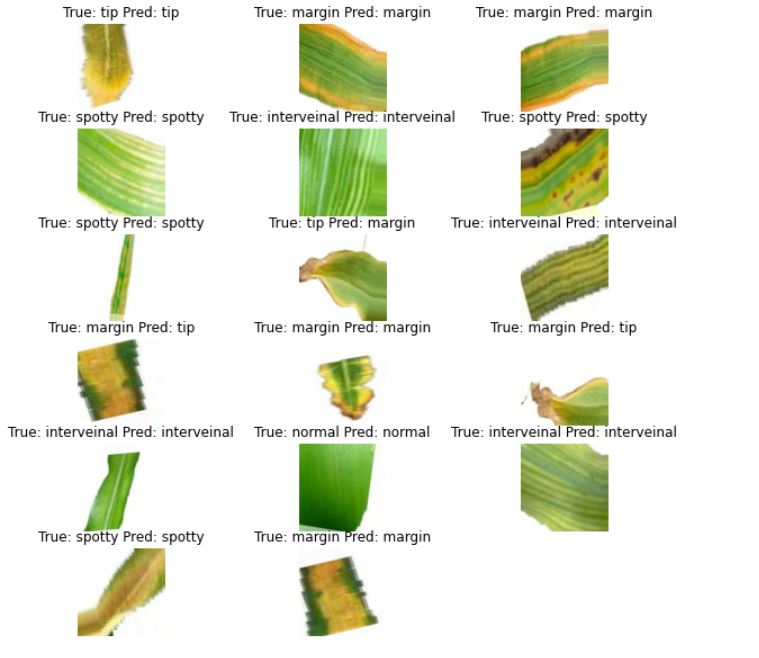 True: tip Pred: tip
True: margin Pred: margin
True: margin Pred: margin
True: spotty Pred: spotty
True: interveinal Pred: interveinal
True: spotty Pred: spotty
True: spotty Pred: spotty
True: tip Pred: margin
True: interveinal Pred: interveinal
True: margin Pred: tip
True: margin Pred: margin
True: margin Pred: tip
True: interveinal Pred: interveinal
True: normal Pred: normal
True: interveinal Pred: interveinal
True: spotty Pred: spotty
True: margin Pred: margin